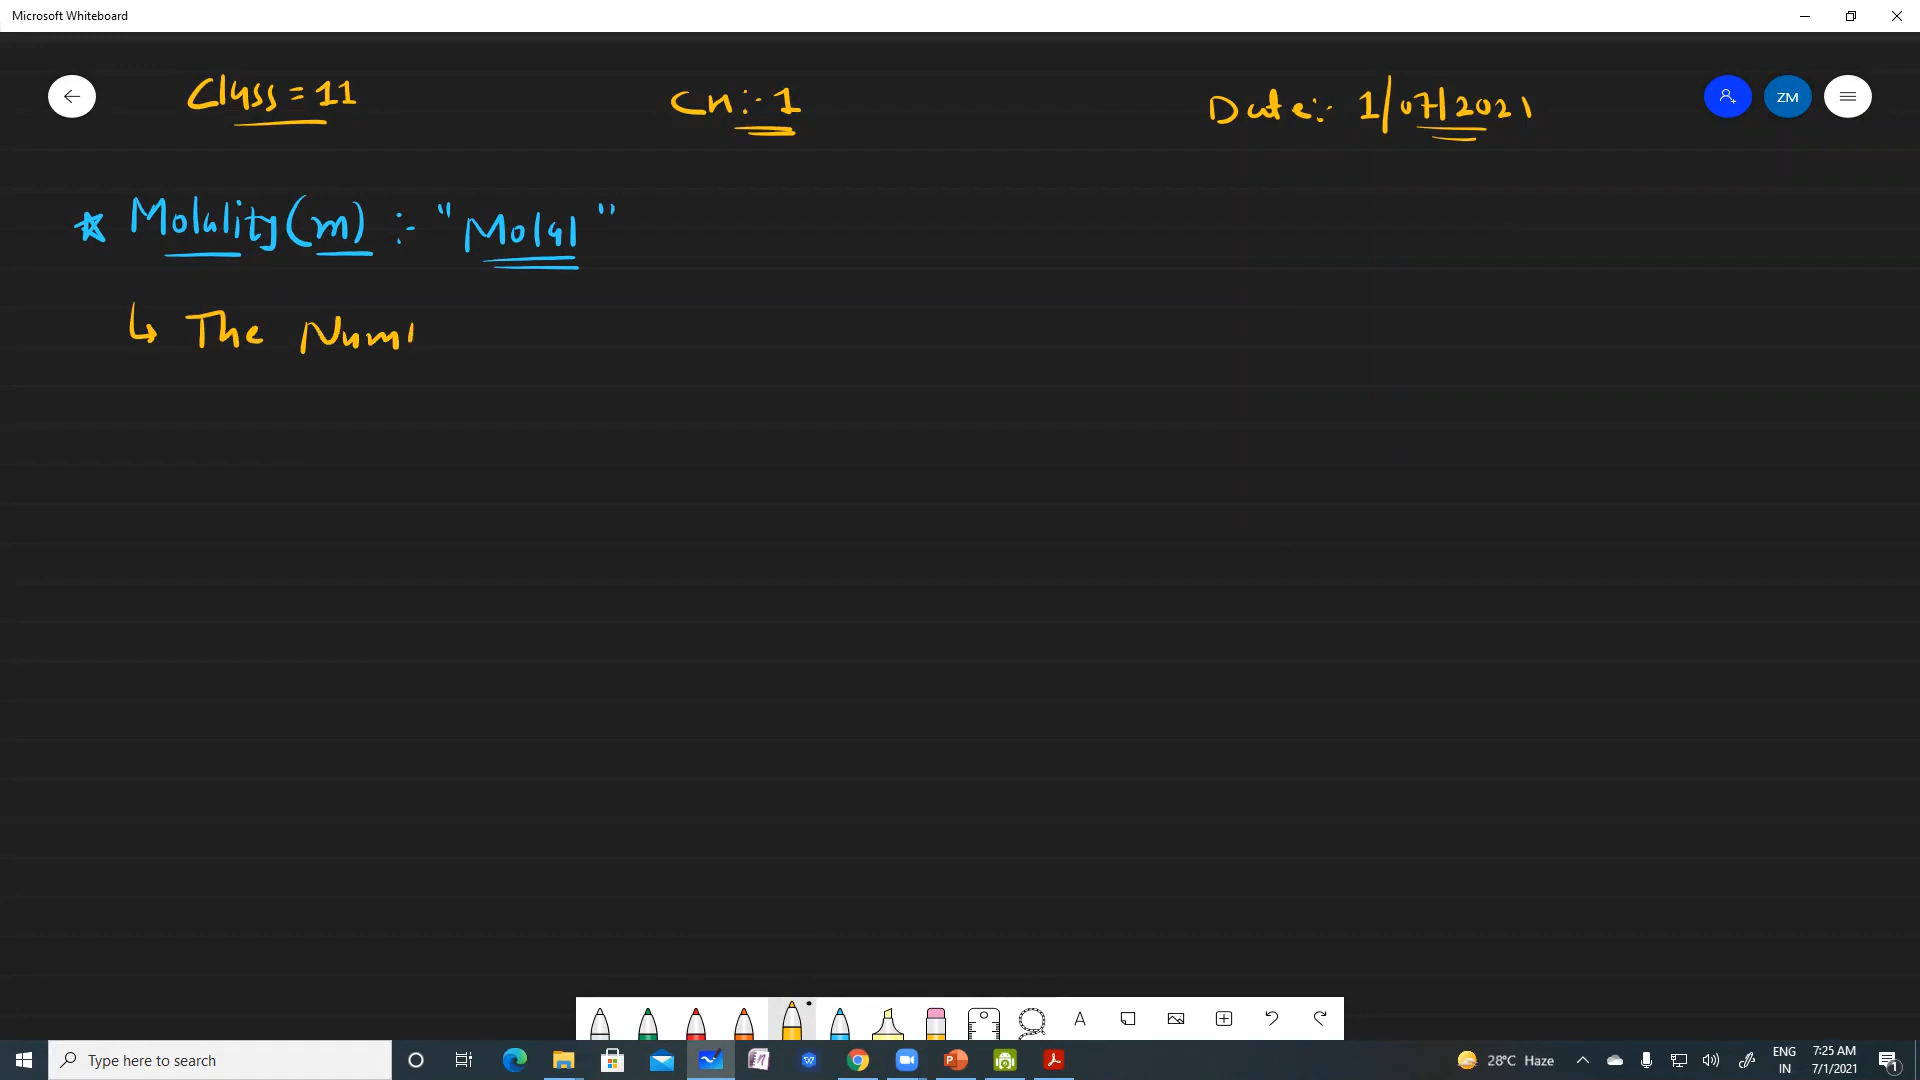 Microsoft Whiteboard
Class = 11 Ch :- 1 Date :- 1/07/2021
ZM
* Molality (m) :- "Molal"
↳ The Num
A
Type here to search
28°C Haze
ENG IN
7:25 AM
7/1/2021
1